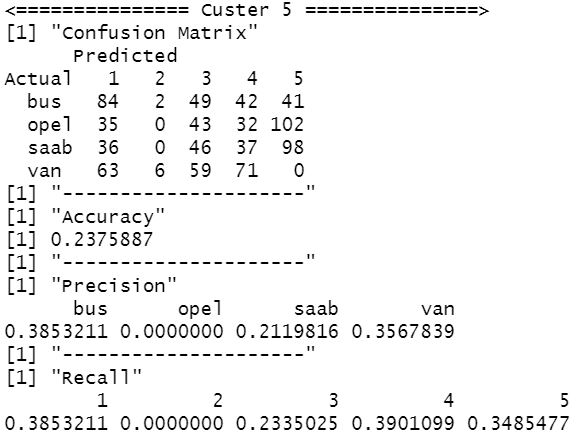 <=============== Custer 5 ===============>
[1] "Confusion Matrix"
Predicted
Actual 1 2 3 4 5
bus 84 2 49 42 41
opel 35 0 43 32 102
saab 36 0 46 37 98
van 63 6 59 71 0
[1] "---------------------"
[1] "Accuracy"
[1] 0.2375887
[1] "---------------------"
[1] "Precision"
bus opel saab van
0.3853211 0.0000000 0.2119816 0.3567839
[1] "---------------------"
[1] "Recall"
1 2 3 4 5
0.3853211 0.0000000 0.2335025 0.3901099 0.3485477